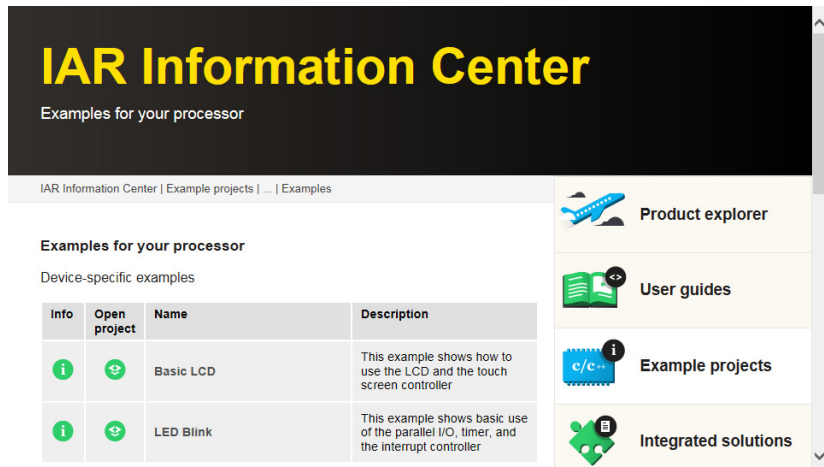 IAR Information Center
Examples for your processor
IAR Information Center | Example projects | ... | Examples
Examples for your processor
Device-specific examples
Info Open project Name Description
Basic LCD
This example shows how to
use the LCD and the touch
screen controller
LED Blink
This example shows basic use
of the parallel I/O, timer, and
the interrupt controller
Product explorer
<>
User guides
i
c/c++
Example projects
Integrated solutions